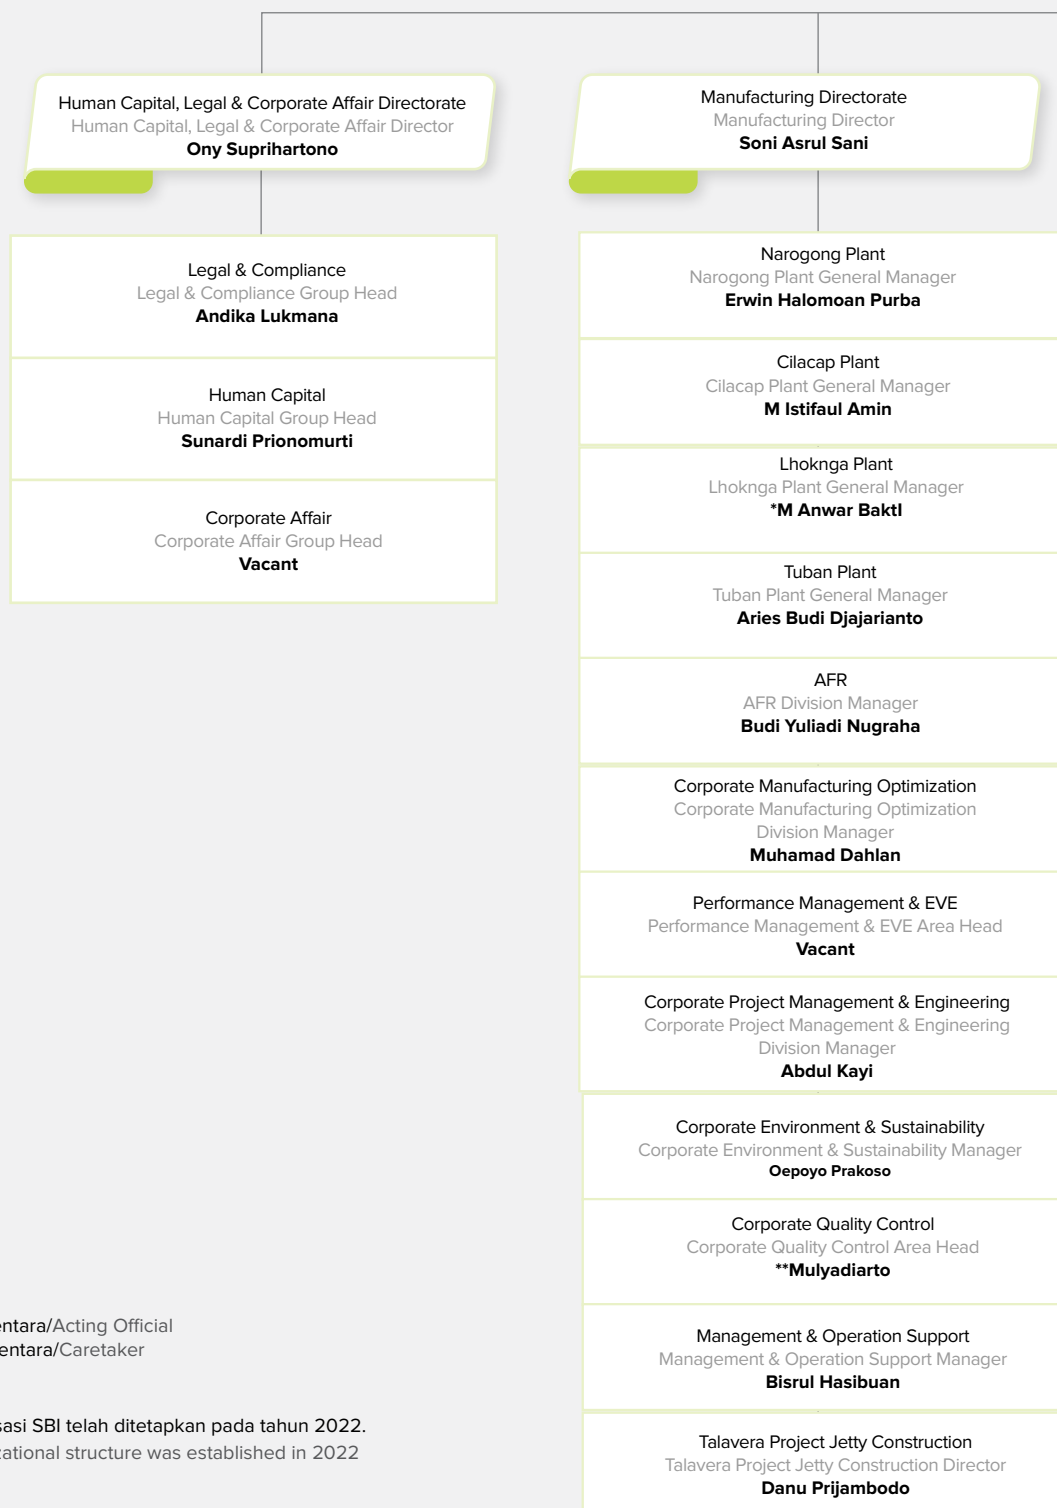 Human Capital, Legal & Corporate Affair Directorate
Human Capital, Legal & Corporate Affair Director
Ony Suprihartono
Legal & Compliance
Legal & Compliance Group Head
Andika Lukmana
Human Capital
Human Capital Group Head
Sunardi Prionomurti
Corporate Affair
Corporate Affair Group Head
Vacant
Manufacturing Directorate
Manufacturing Director
Soni Asrul Sani
Narogong Plant
Narogong Plant General Manager
Erwin Halomoan Purba
Cilacap Plant
Cilacap Plant General Manager
M Istifaul Amin
Lhoknga Plant
Lhoknga Plant General Manager
*M Anwar BaktI
Tuban Plant
Tuban Plant General Manager
Aries Budi Djajarianto
AFR
AFR Division Manager
Budi Yuliadi Nugraha
Corporate Manufacturing Optimization
Corporate Manufacturing Optimization
Division Manager
Muhamad Dahlan
Performance Management & EVE
Performance Management & EVE Area Head
Vacant
Corporate Project Management & Engineering
Corporate Project Management & Engineering
Division Manager
Abdul Kayi
Corporate Environment & Sustainability
Corporate Environment & Sustainability Manager
Oepoyo Prakoso
Corporate Quality Control
Corporate Quality Control Area Head
**Mulyadiarto
Management & Operation Support
Management & Operation Support Manager
Bisrul Hasibuan
Talavera Project Jetty Construction
Talavera Project Jetty Construction Director
Danu Prijambodo
entara/Acting Official
entara/Caretaker
sasi SBI telah ditetapkan pada tahun 2022.
zational structure was established in 2022